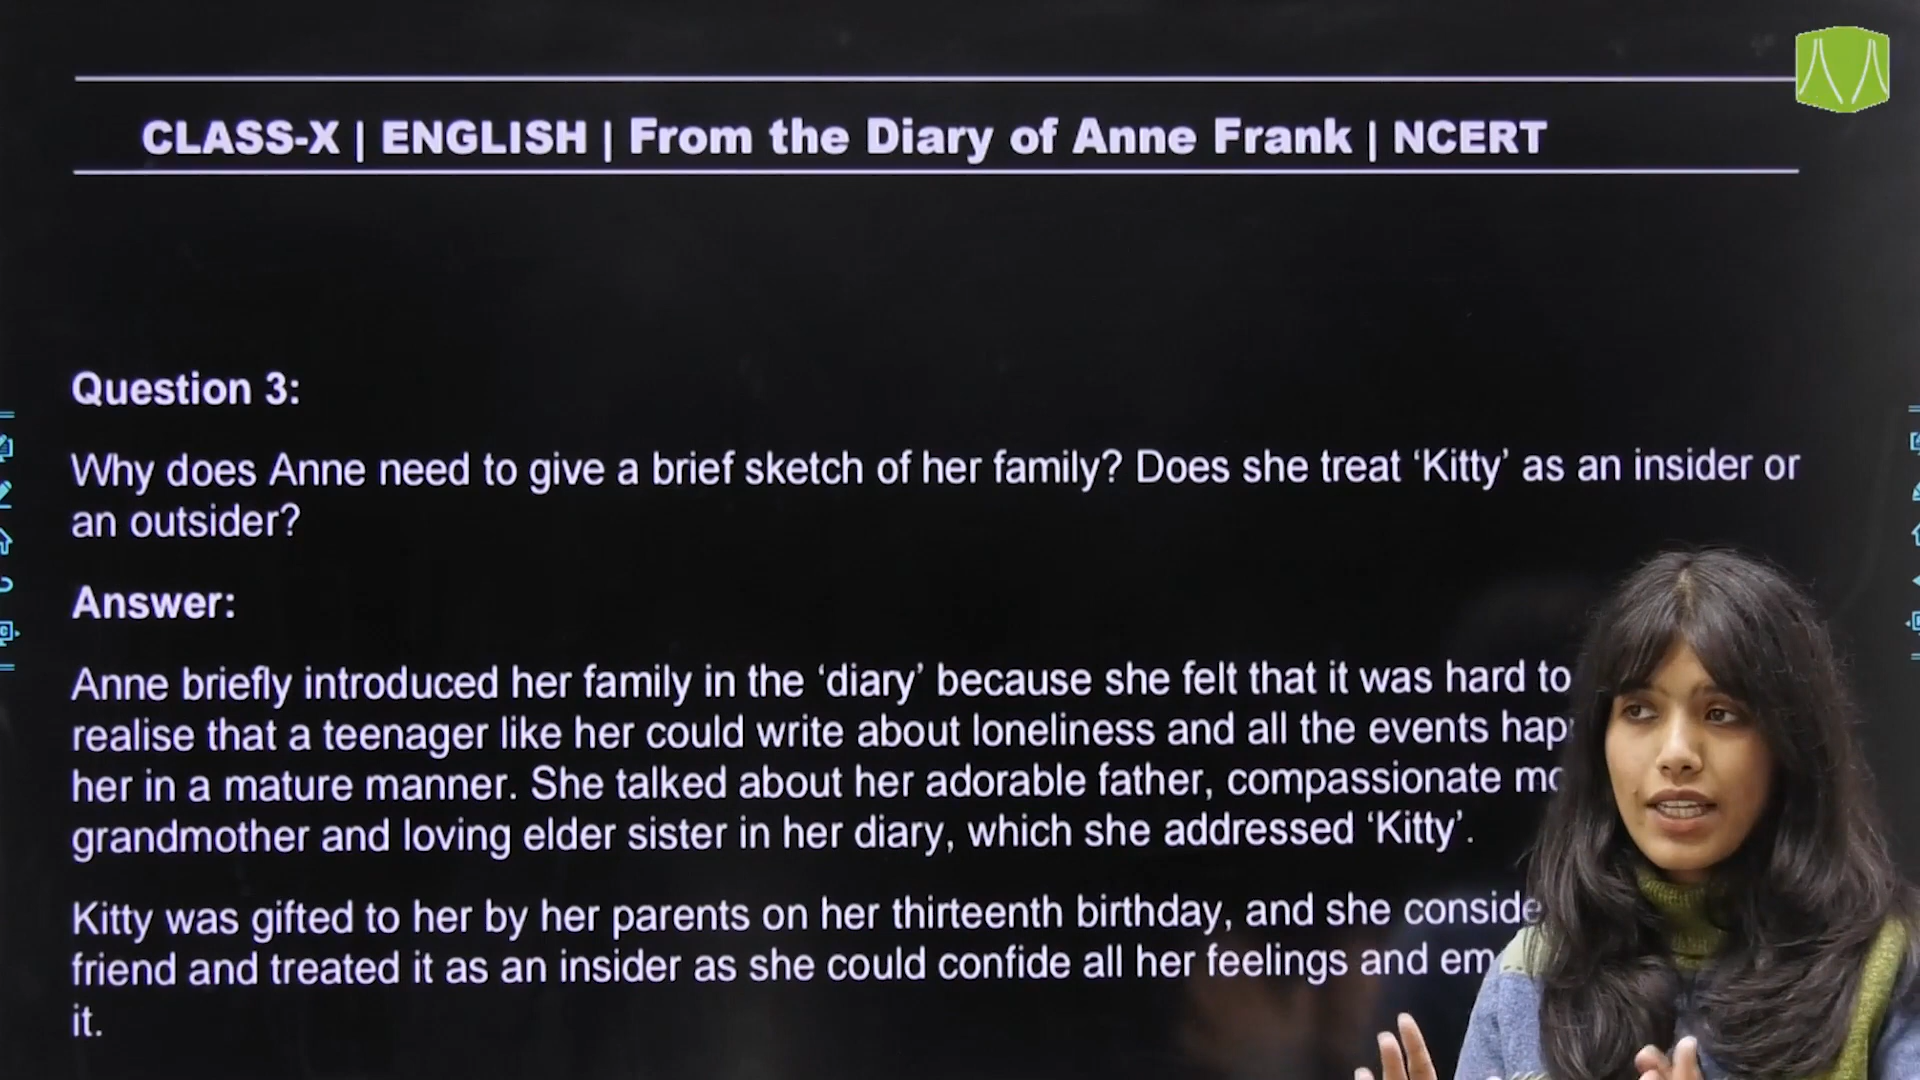 CLASS-X | ENGLISH | From the Diary of Anne Frank | NCERT
Question 3:
Why does Anne need to give a brief sketch of her family? Does she treat ‘Kitty’ as an insider or
an outsider?
Answer:
Anne briefly introduced her family in the ‘diary’ because she felt that it was hard to
realise that a teenager like her could write about loneliness and all the events
her in a mature manner. She talked about her adorable father, compassionate
grandmother and loving elder sister in her diary, which she addressed ‘Kitty’.
Kitty was gifted to her by her parents on her thirteenth birthday, and she
friend and treated it as an insider as she could confide all her feelings and
it.